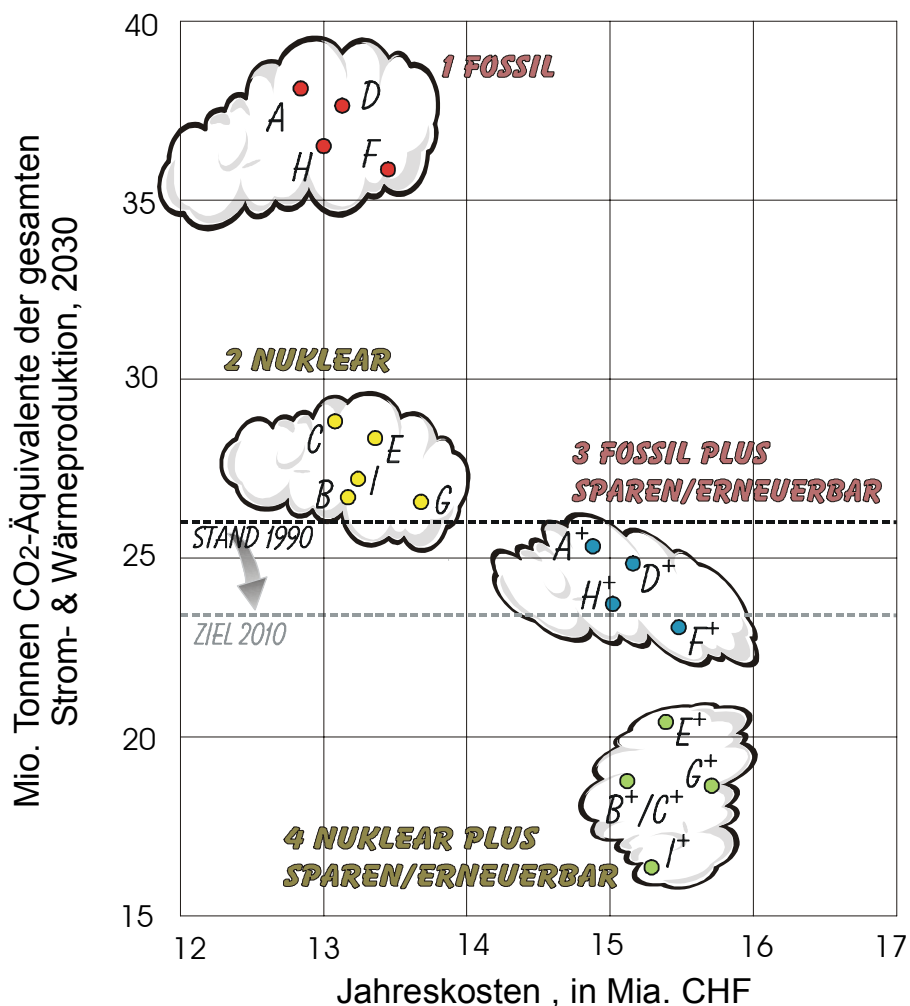 Mio. Tonnen CO2-Äquivalente der gesamten
Strom- & Wärmeproduktion, 2030
40
35
30
25
20
15
1 FOSSIL
A
D
H
F
2 NUKLEAR
C
E
B
I
G
3 FOSSIL PLUS
SPAREN/ERNEUERBAR
STAND 1990
A+
D+
H+
F+
ZIEL 2010
E+
G+
B+/C+
I+
4 NUKLEAR PLUS
SPAREN/ERNEUERBAR
12 13 14 15 16 17
Jahreskosten , in Mia. CHF